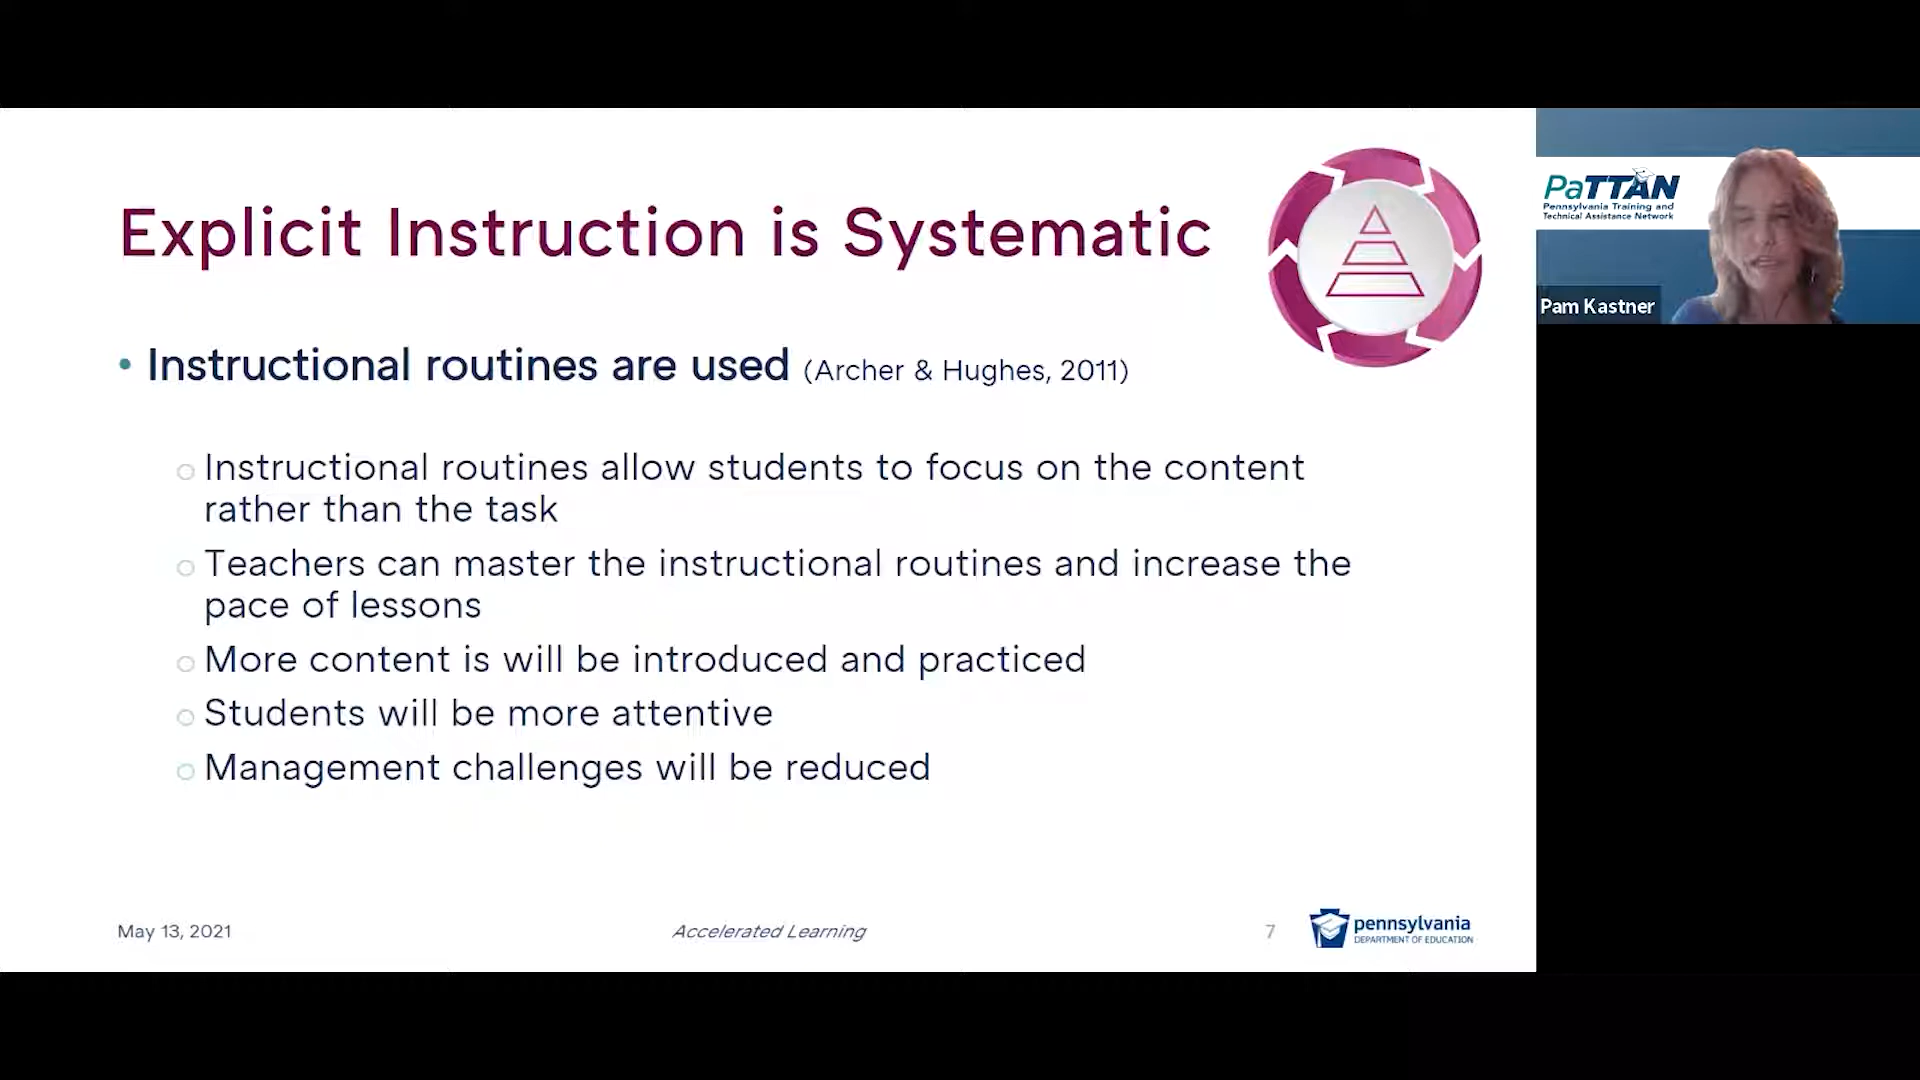 Explicit Instruction is Systematic
• Instructional routines are used (Archer & Hughes, 2011)
○ Instructional routines allow students to focus on the content
rather than the task
○ Teachers can master the instructional routines and increase the
pace of lessons
○ More content is will be introduced and practiced
○ Students will be more attentive
○ Management challenges will be reduced
May 13, 2021
Accelerated Learning
7
pennsylvania
DEPARTMENT OF EDUCATION
PaTTAN
Pennsylvania Training and
Technical Assistance Network
Pam Kastner